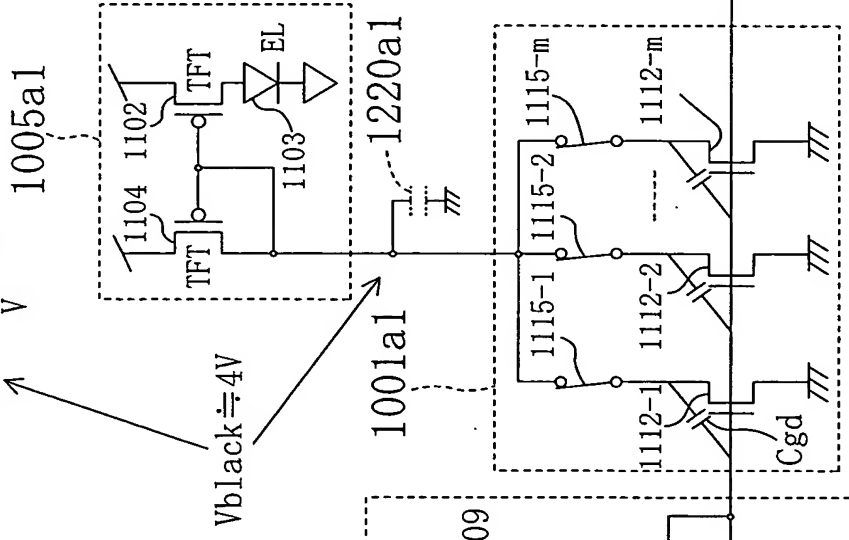 V
1005a1
1104
TFT
1102
TFT
EL
1103
1220a1
Vblack≒4V
1001a1
1115-1
1115-2
1115-m
1112-1
1112-2
1112-m
Cgd
09